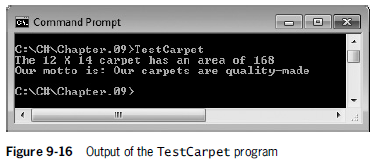 Command Prompt
C:\C#\Chapter.09>TestCarpet
The 12 X 14 carpet has an area of 168
Our motto is: Our carpets are quality-made
C:\C#\Chapter.09>
Figure 9-16 Output of the TestCarpet program